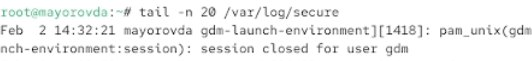 root@mayorovda:~# tail -n 20 /var/log/secure
Feb  2 14:32:21 mayorovda gdm-launch-environment][1418]: pam_unix(gdm
nch-environment:session): session closed for user gdm